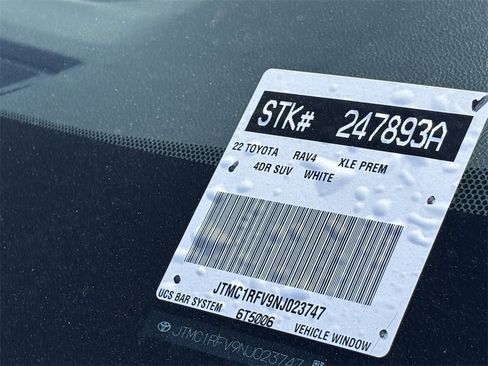 STK# 247893A
22 TOYOTA RAV4 XLE PREM
4DR SUV WHITE
JTMC1RFV9NJ023747
UCS BAR SYSTEM 6T5006 VEHICLE WINDOW
JTMC1RFV9NJ023747